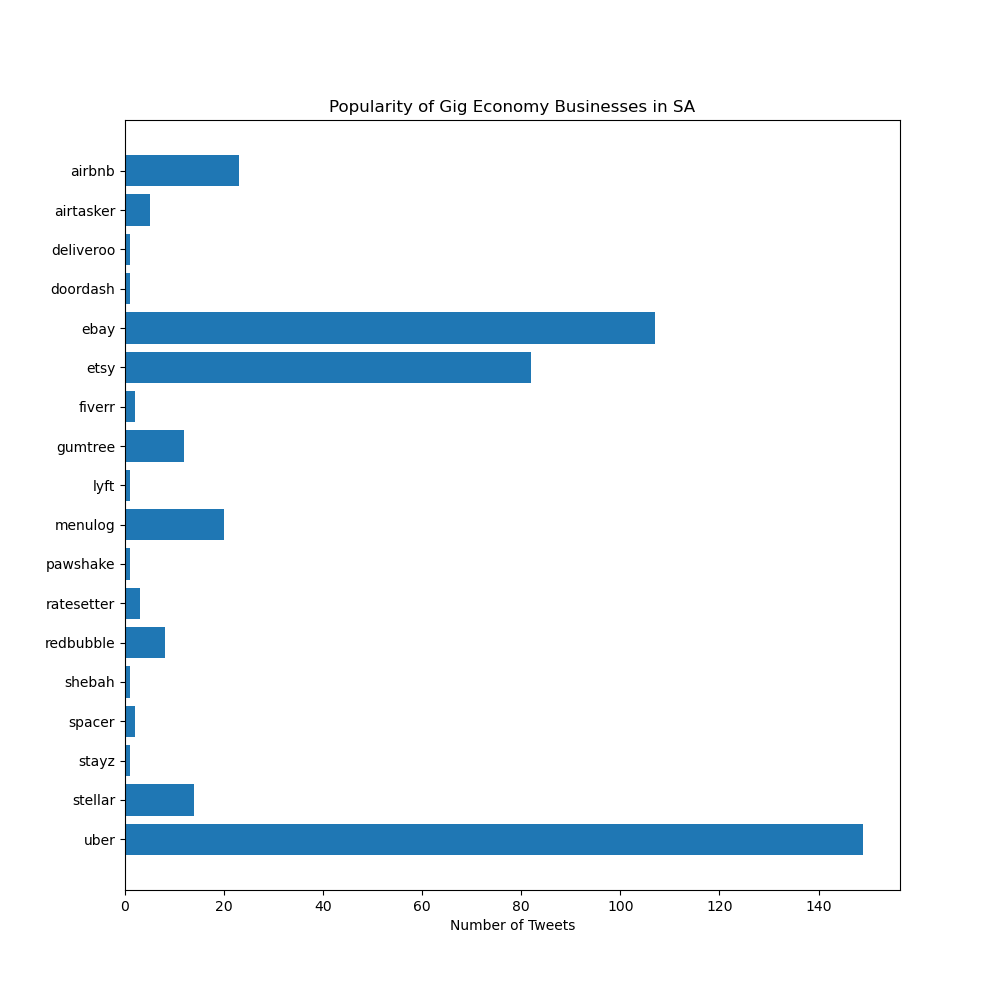 Popularity of Gig Economy Businesses in SA
airbnb
airtasker
deliveroo
doordash
ebay
etsy
fiverr
gumtree
lyft
menulog
pawshake
ratesetter
redbubble
shebah
spacer
stayz
stellar
uber
0 20 40 60 80 100 120 140
Number of Tweets